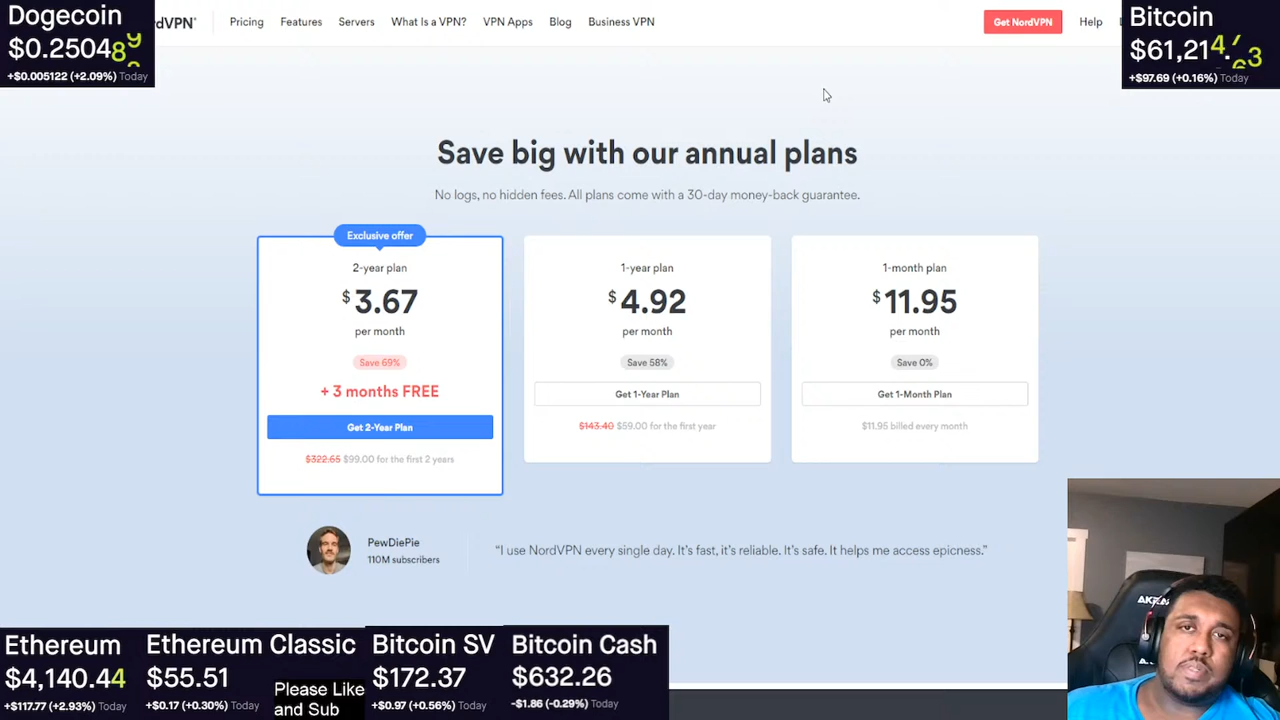 Dogecoin
$0.2504
+$0.005122 (+2.09%) Today
rdVPN®
Pricing
Features
Servers
What Is a VPN?
VPN Apps
Blog
Business VPN
Get NordVPN
Help
Bitcoin
$61,21
+$97.69 (+0.16%) Today
Save big with our annual plans
No logs, no hidden fees. All plans come with a 30-day money-back guarantee.
Exclusive offer
2-year plan
$3.67
per month
Save 69%
+ 3 months FREE
Get 2-Year Plan
$322.65 $99.00 for the first 2 years
1-year plan
$4.92
per month
Save 58%
Get 1-Year Plan
$143.40 $59.00 for the first year
1-month plan
$11.95
per month
Save 0%
Get 1-Month Plan
$11.95 billed every month
PewDiePie
110M subscribers
“I use NordVPN every single day. It's fast, it's reliable. It's safe. It helps me access epicness.”
Ethereum
$4,140.44
+$117.77 (+2.93%) Today
Ethereum Classic
$55.51
+$0.17 (+0.30%) Today
Please Like
and Sub
Bitcoin SV
$172.37
+$0.97 (+0.56%) Today
Bitcoin Cash
$632.26
-$1.86 (-0.29%) Today